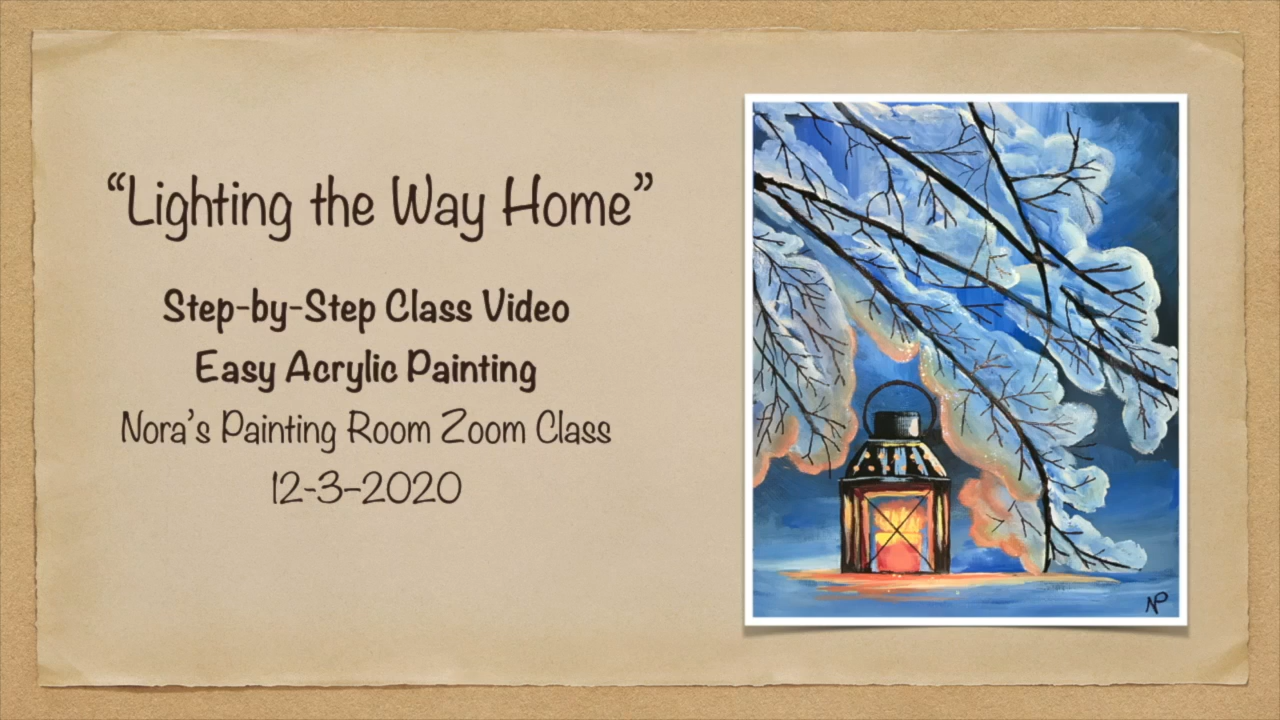 “Lighting the Way Home”
Step-by-Step Class Video
Easy Acrylic Painting
Nora’s Painting Room Zoom Class
12-3-2020
NP